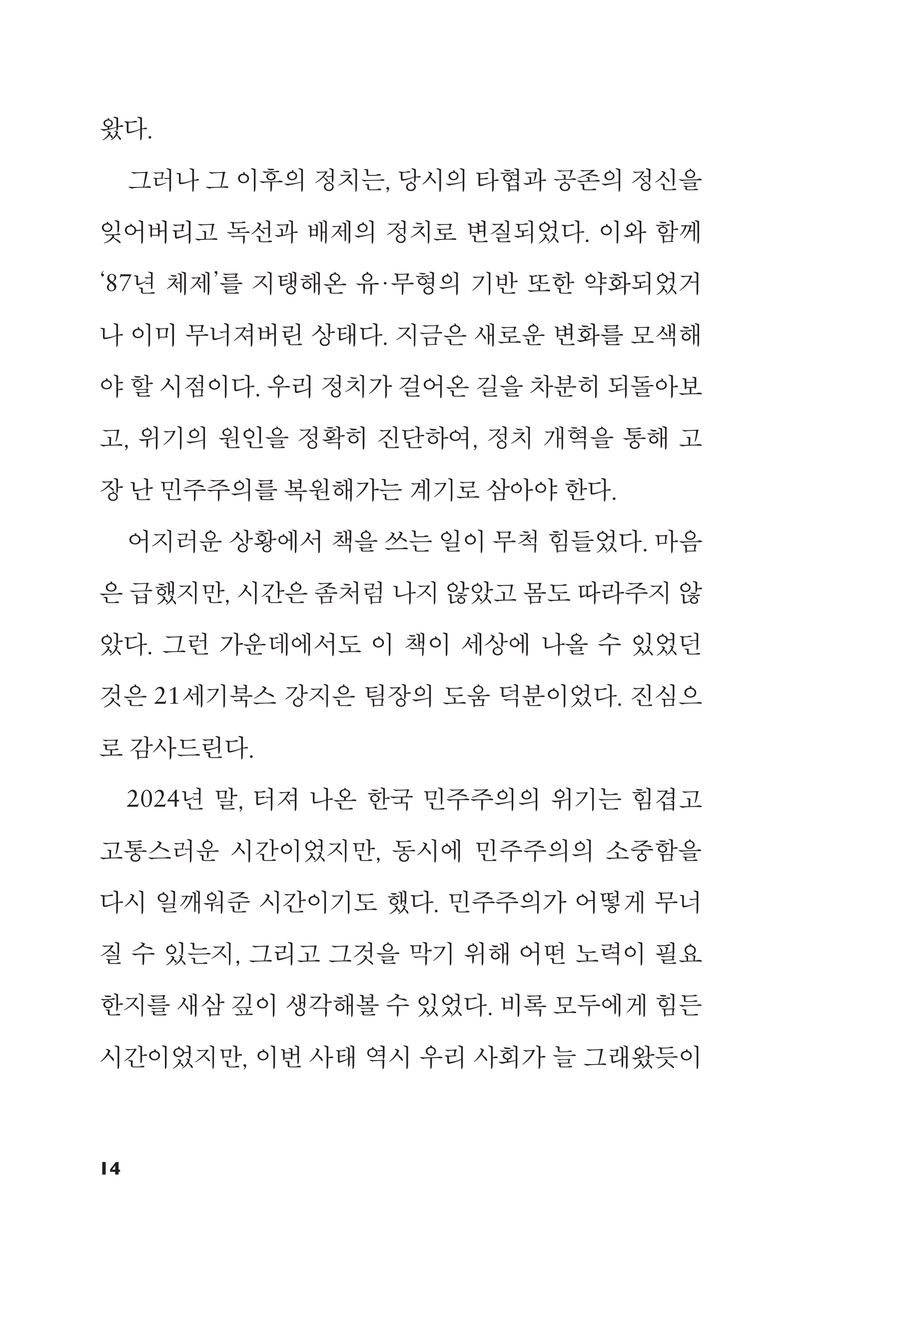 왔다.
그러나 그 이후의 정치는, 당시의 타협과 공존의 정신을
잊어버리고 독선과 배제의 정치로 변질되었다. 이와 함께
‘87년 체제’를 지탱해온 유·무형의 기반 또한 약화되었거
나 이미 무너져버린 상태다. 지금은 새로운 변화를 모색해
야 할 시점이다. 우리 정치가 걸어온 길을 차분히 되돌아보
고, 위기의 원인을 정확히 진단하여, 정치 개혁을 통해 고
장 난 민주주의를 복원해가는 계기로 삼아야 한다.
어지러운 상황에서 책을 쓰는 일이 무척 힘들었다. 마음
은 급했지만, 시간은 좀처럼 나지 않았고 몸도 따라주지 않
았다. 그런 가운데에서도 이 책이 세상에 나올 수 있었던
것은 21세기북스 강지은 팀장의 도움 덕분이었다. 진심으
로 감사드린다.
2024년 말, 터져 나온 한국 민주주의의 위기는 힘겹고
고통스러운 시간이었지만, 동시에 민주주의의 소중함을
다시 일깨워준 시간이기도 했다. 민주주의가 어떻게 무너
질 수 있는지, 그리고 그것을 막기 위해 어떤 노력이 필요
한지를 새삼 깊이 생각해볼 수 있었다. 비록 모두에게 힘든
시간이었지만, 이번 사태 역시 우리 사회가 늘 그래왔듯이
14